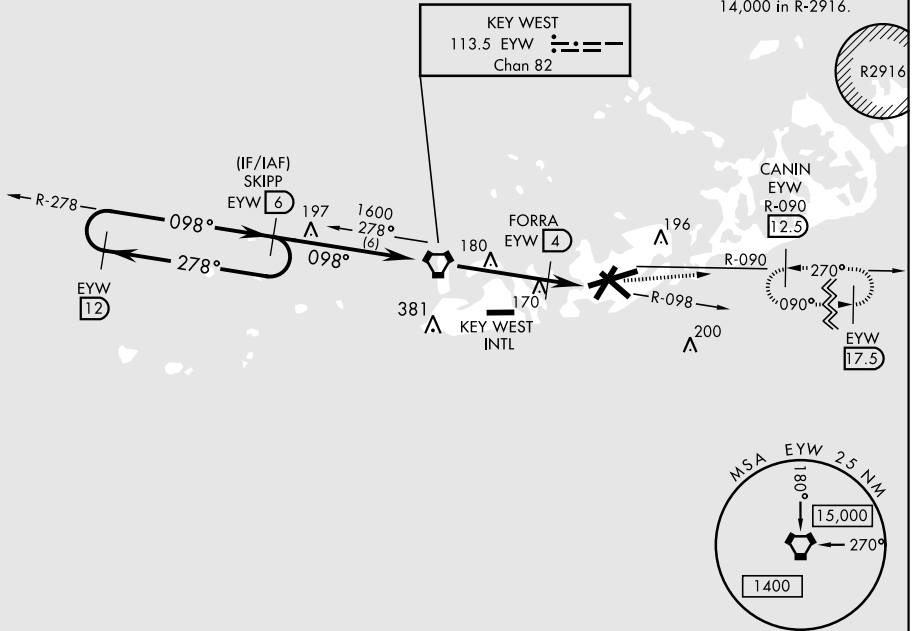 14,000 in R-2916.
KEY WEST
113.5 EYW
Chan 82
R2916
(IF/IAF)
SKIPP
EYW 6
R-278
098°
278°
EYW
12
197
1600
278°
(6)
098°
180
FORRA
EYW 4
196
CANIN
EYW
R-090
12.5
R-090
270°
090°
R-098
170
381
KEY WEST
INTL
200
EYW
17.5
MSA EYW 25 NM
180°
15,000
270°
1400